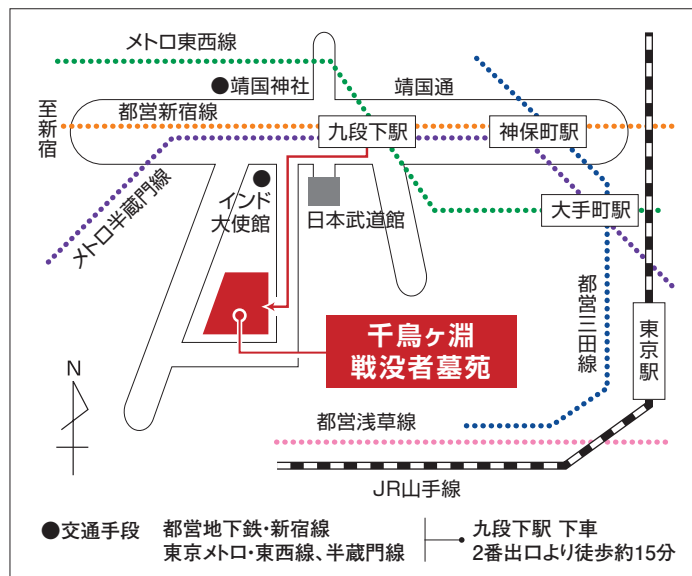 メトロ東西線
靖国神社
靖国通
至新宿
都営新宿線
九段下駅
神保町駅
メトロ半蔵門線
インド
大使館
日本武道館
大手町駅
千鳥ヶ淵
戦没者墓苑
都営三田線
東京駅
N
都営浅草線
JR山手線
●交通手段
都営地下鉄・新宿線
東京メトロ・東西線、半蔵門線
九段下駅 下車
2番出口より徒歩約15分